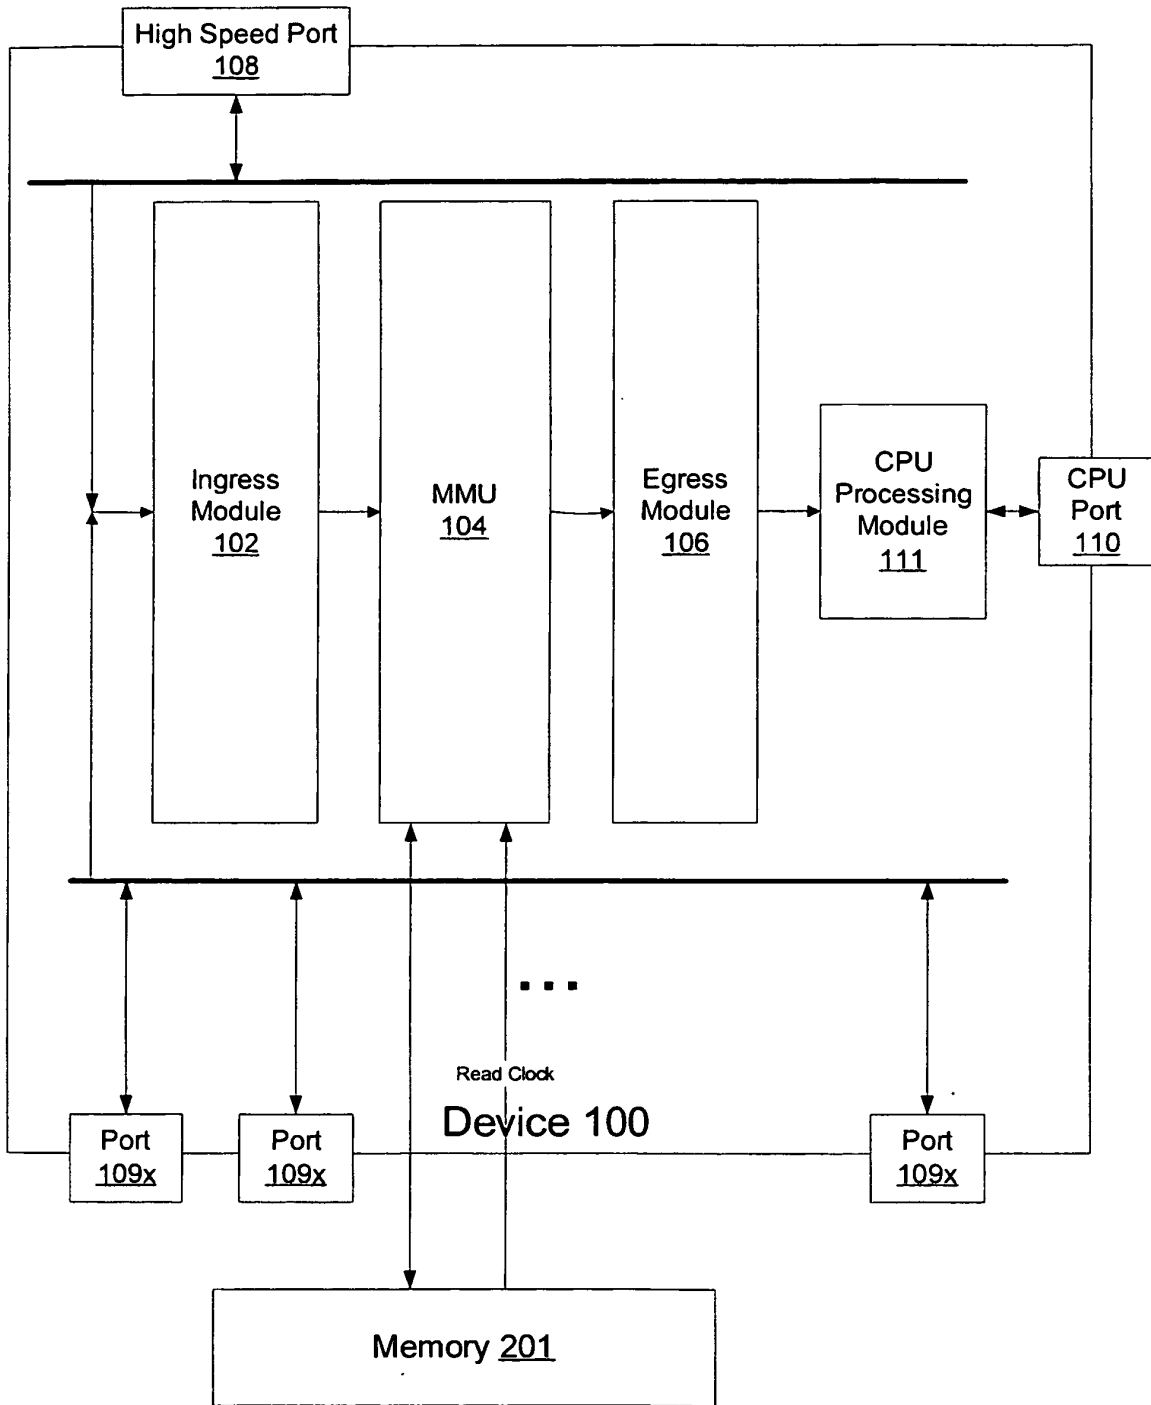 High Speed Port
108
Ingress
Module
102
MMU
104
Egress
Module
106
CPU
Processing
Module
111
CPU
Port
110
...
Read Clock
Device 100
Port
109x
Port
109x
Port
109x
Memory 201